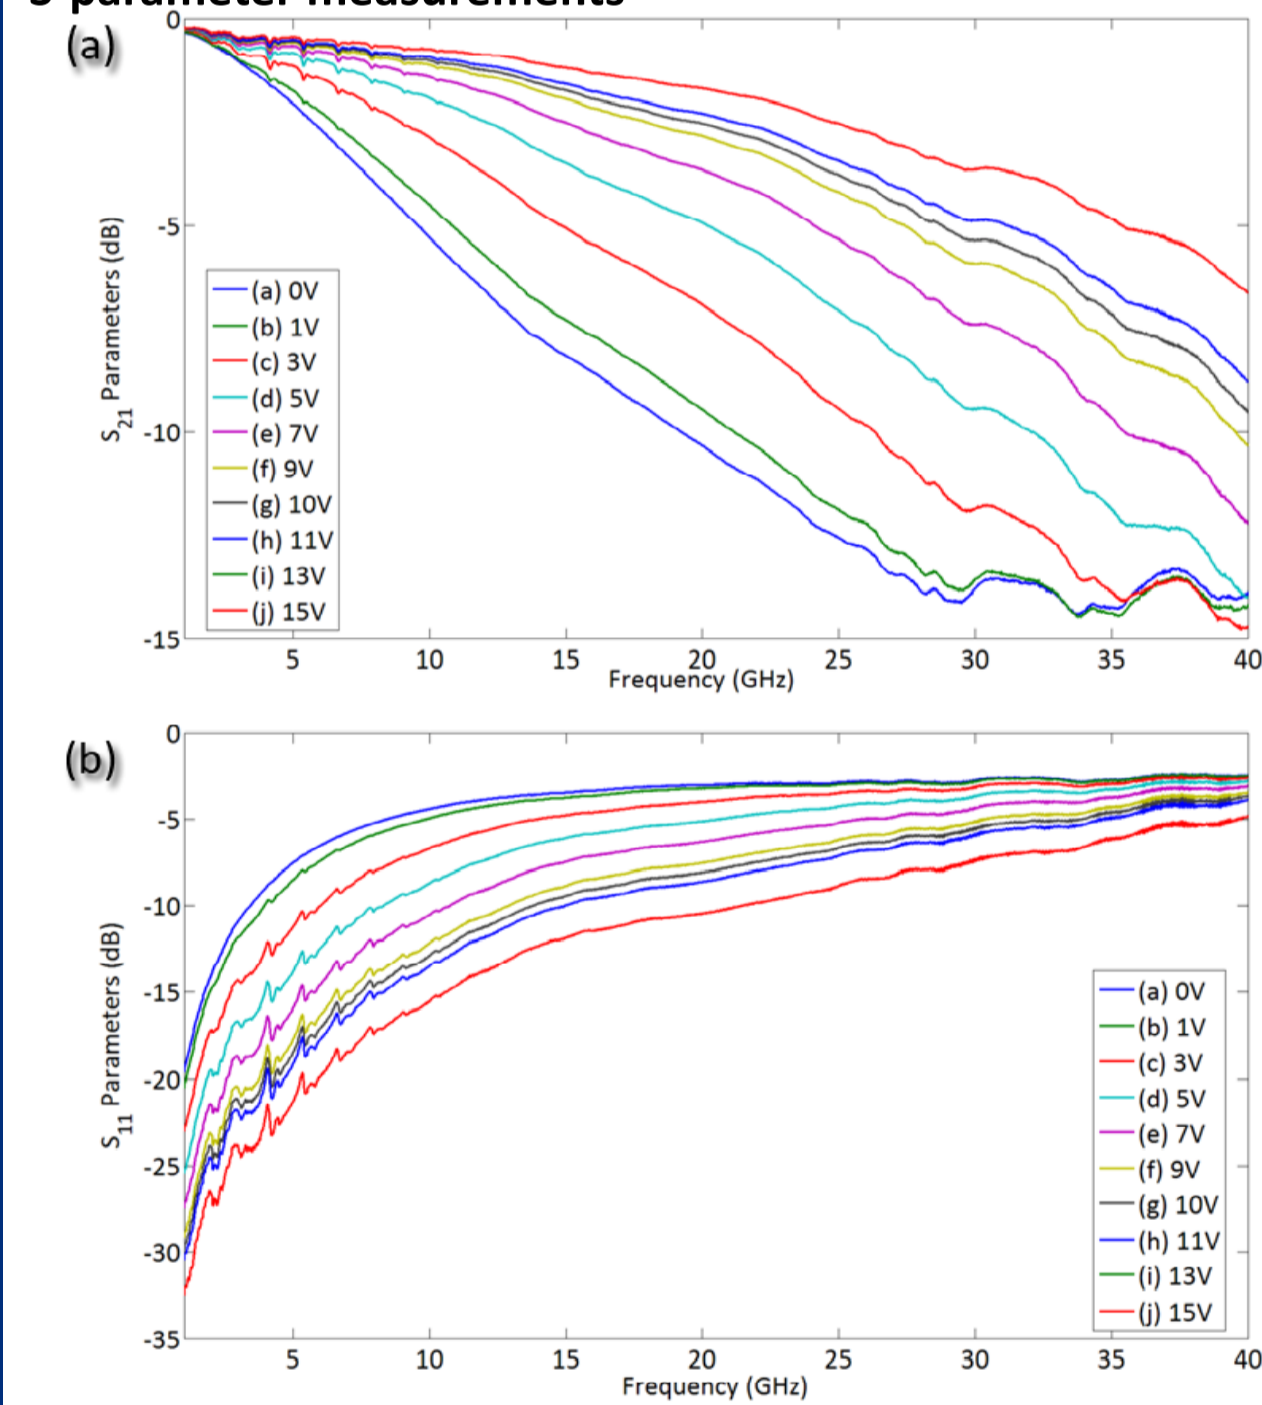 (a)
0
-5
-10
-15
S21 Parameters (dB)
(a) 0V
(b) 1V
(c) 3V
(d) 5V
(e) 7V
(f) 9V
(g) 10V
(h) 11V
(i) 13V
(j) 15V
5 10 15 20 25 30 35 40
Frequency (GHz)
(b)
0
-5
-10
-15
-20
-25
-30
-35
S11 Parameters (dB)
(a) 0V
(b) 1V
(c) 3V
(d) 5V
(e) 7V
(f) 9V
(g) 10V
(h) 11V
(i) 13V
(j) 15V
5 10 15 20 25 30 35 40
Frequency (GHz)